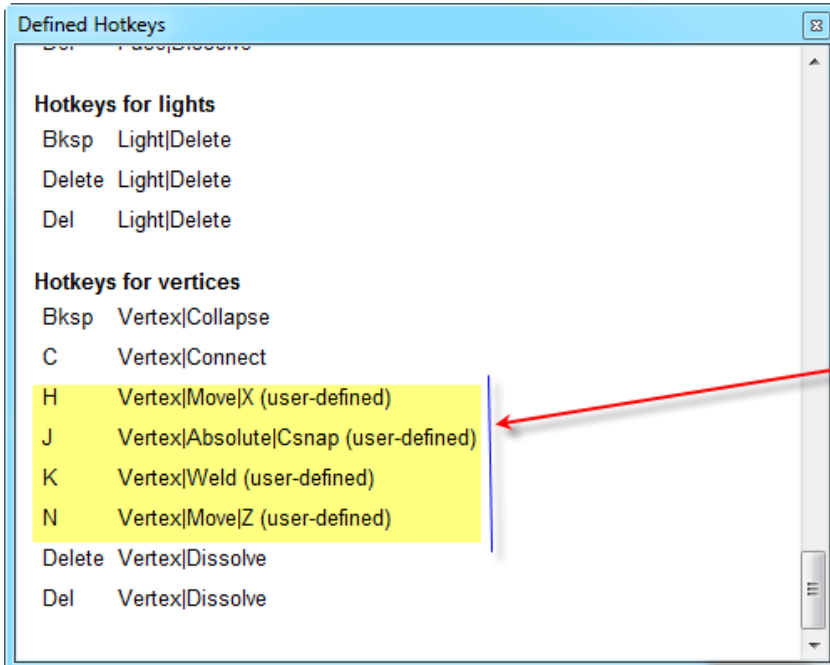 Defined Hotkeys
Hotkeys for lights
Bksp Light|Delete
Delete Light|Delete
Del Light|Delete
Hotkeys for vertices
Bksp Vertex|Collapse
C Vertex|Connect
H Vertex|Move|X (user-defined)
J Vertex|Absolute|Csnap (user-defined)
K Vertex|Weld (user-defined)
N Vertex|Move|Z (user-defined)
Delete Vertex|Dissolve
Del Vertex|Dissolve